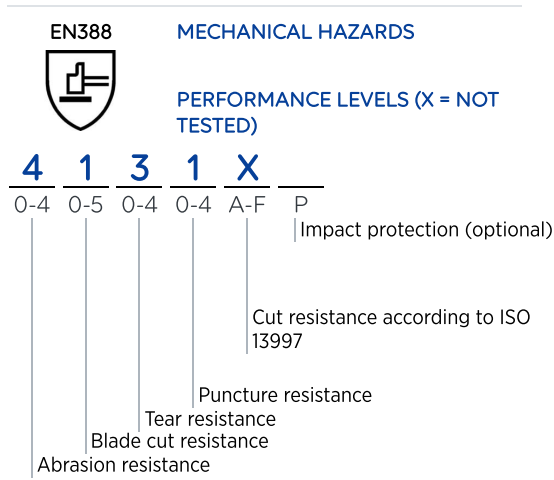 EN388
MECHANICAL HAZARDS
PERFORMANCE LEVELS (X = NOT
TESTED)
4 1 3 1 X
0-4 0-5 0-4 0-4 A-F P
Impact protection (optional)
Cut resistance according to ISO
13997
Puncture resistance
Tear resistance
Blade cut resistance
Abrasion resistance